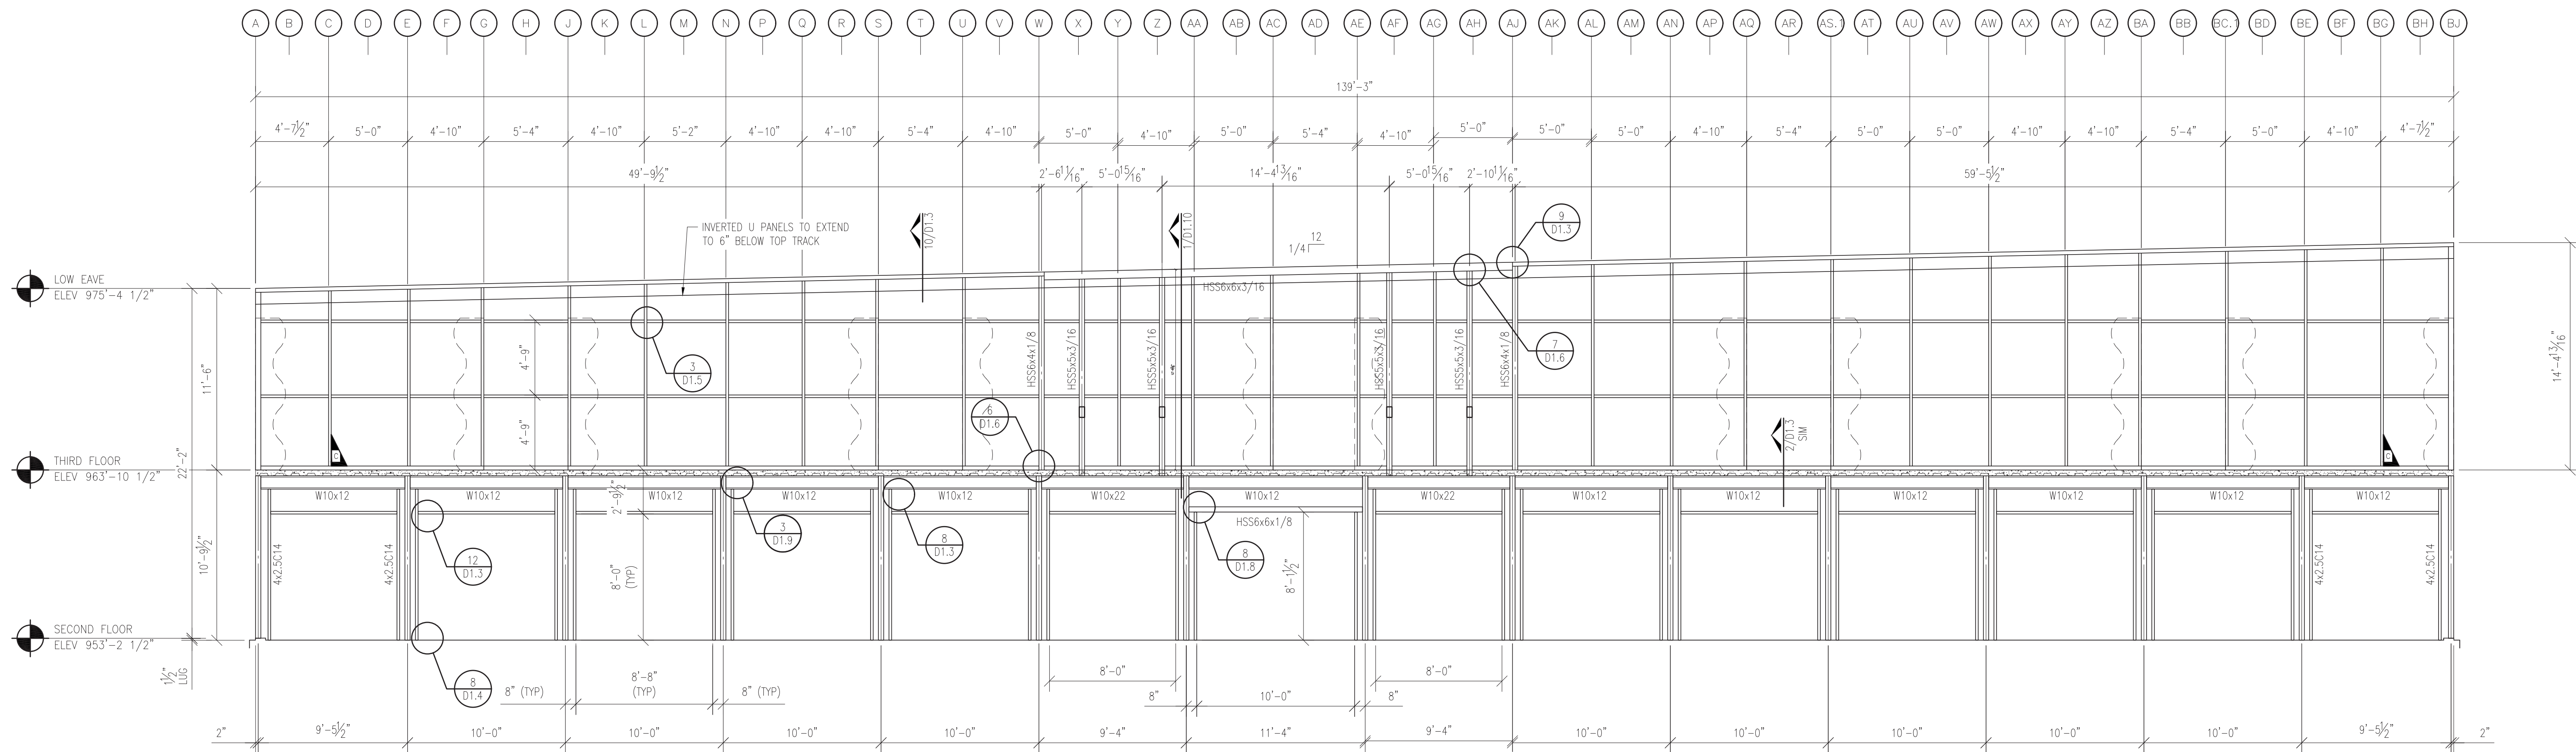 A B C D E F G H J K L M N P Q R S T U V W X Y Z AA AB AC AD AE AF AG AH AJ AK AL AM AN AP AQ AR AS.1 AT AU AV AW AX AY AZ BA BB BC.1 BD BE BF BG BH BJ
139'-3"
4'-7½" 5'-0" 4'-10" 5'-4" 4'-10" 5'-2" 4'-10" 4'-10" 5'-4" 4'-10" 5'-0" 4'-10" 5'-0" 5'-4" 4'-10" 5'-0" 5'-0" 5'-0" 4'-10" 5'-4" 5'-0" 5'-0" 4'-10" 4'-10" 5'-4" 5'-0" 4'-10" 4'-7½"
49'-9½" 2'-6 11/16" 5'-0 15/16" 14'-4 13/16" 5'-0 15/16" 2'-10 11/16" 59'-5½"
INVERTED U PANELS TO EXTEND
TO 6" BELOW TOP TRACK
10/D1.3
1/D1.10
12
1/4
9
D1.3
LOW EAVE
ELEV 975'-4 1/2"
HSS6x6x3/16
HSS6x4x1/8
HSS5x5x3/16
HSS5x5x3/16
HSS5x5x3/16
HSS5x5x3/16
HSS6x4x1/8
7
D1.6
3
D1.5
4'-9"
4'-9"
11'-6"
22'-2"
14'-4 13/16"
6
D1.6
2/D1.3
SIM
C
C
THIRD FLOOR
ELEV 963'-10 1/2"
W10x12 W10x12 W10x12 W10x12 W10x12 W10x22 W10x12 W10x22 W10x12 W10x12 W10x12 W10x12 W10x12 W10x12
2'-9½"
HSS6x6x1/8
10'-9½"
4x2.5C14
4x2.5C14
12
D1.3
3
D1.9
8
D1.3
8
D1.8
8'-0"
(TYP)
8'-1½"
4x2.5C14
4x2.5C14
SECOND FLOOR
ELEV 953'-2 1/2"
1½"
LUG
8
D1.4
8" (TYP)
8'-8"
(TYP)
8" (TYP)
8'-0"
8"
10'-0"
8"
8'-0"
2" 9'-5½" 10'-0" 10'-0" 10'-0" 10'-0" 9'-4" 11'-4" 9'-4" 10'-0" 10'-0" 10'-0" 10'-0" 10'-0" 9'-5½" 2"